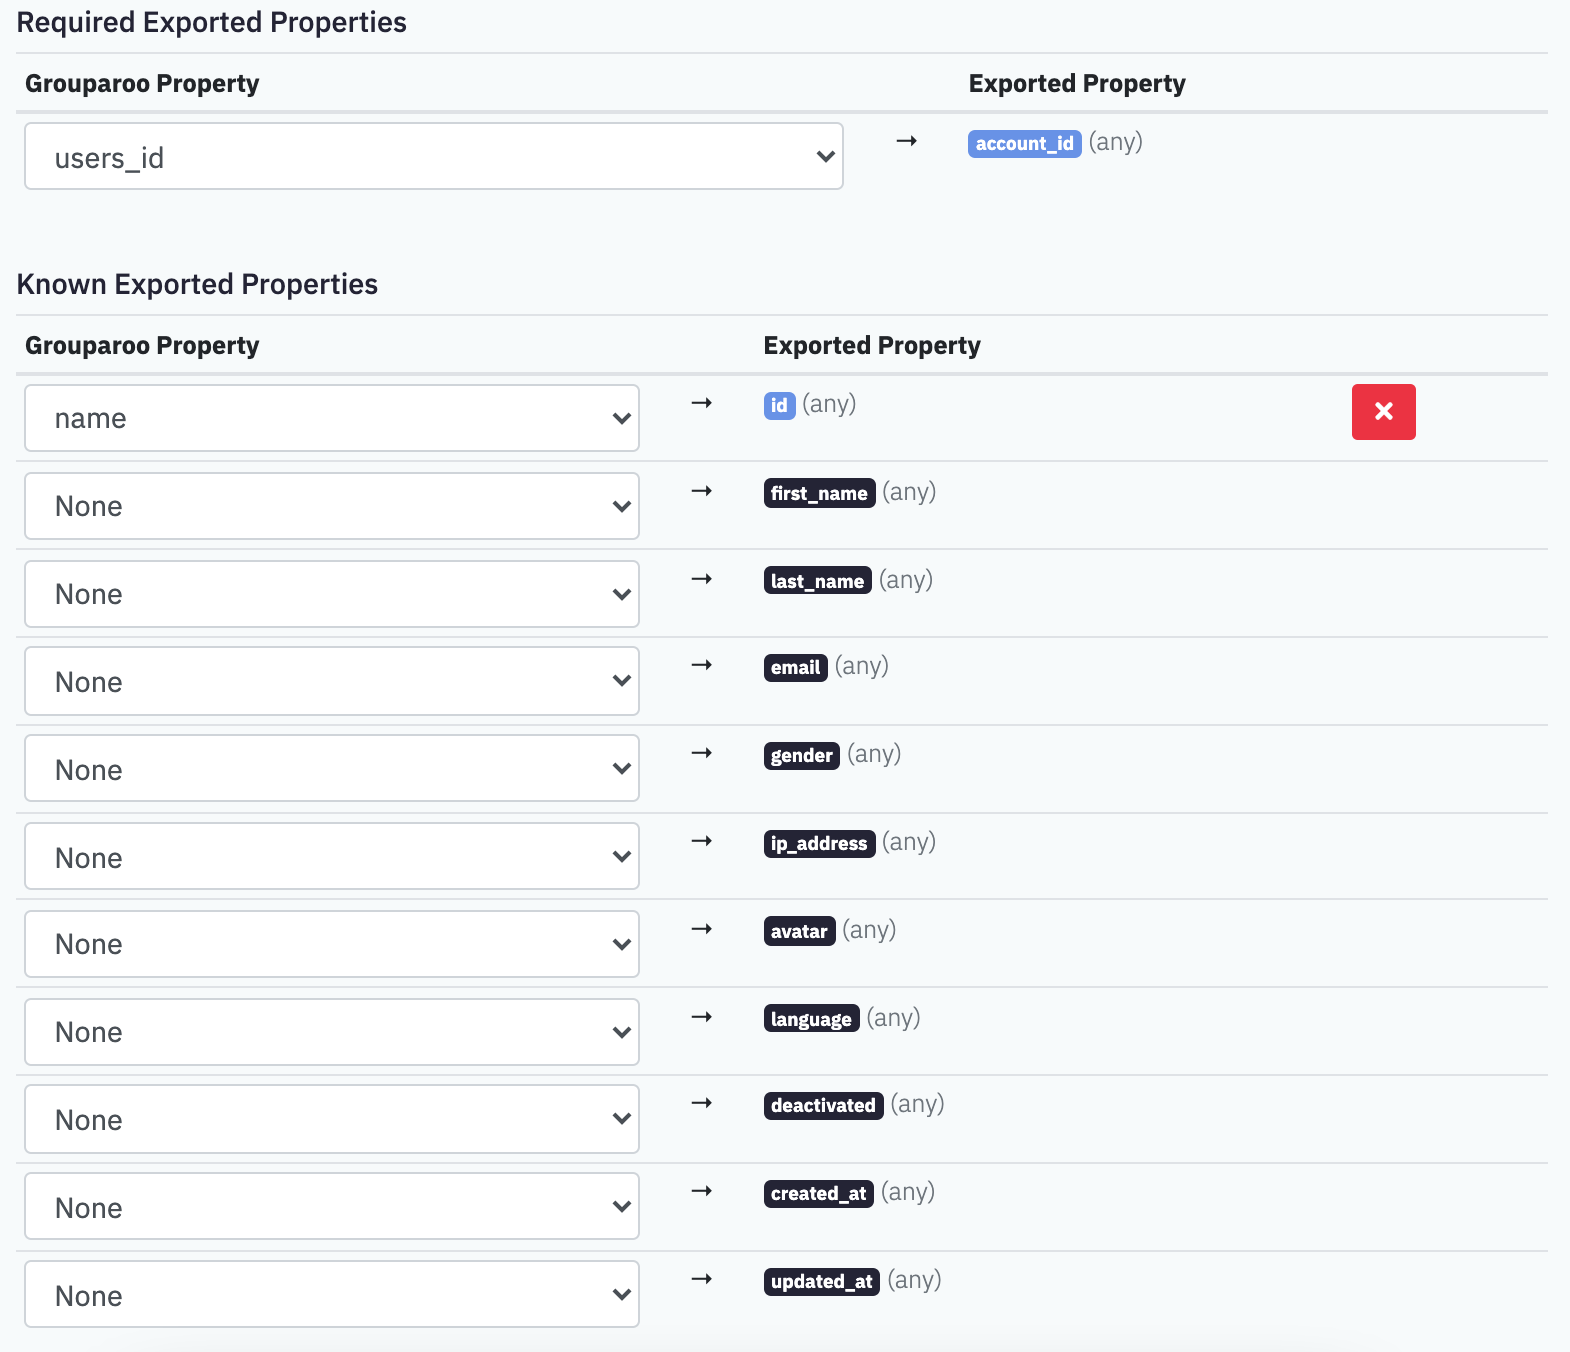 Required Exported Properties
Grouparoo Property Exported Property
users_id → account_id (any)
Known Exported Properties
Grouparoo Property Exported Property
name → id (any)
None → first_name (any)
None → last_name (any)
None → email (any)
None → gender (any)
None → ip_address (any)
None → avatar (any)
None → language (any)
None → deactivated (any)
None → created_at (any)
None → updated_at (any)